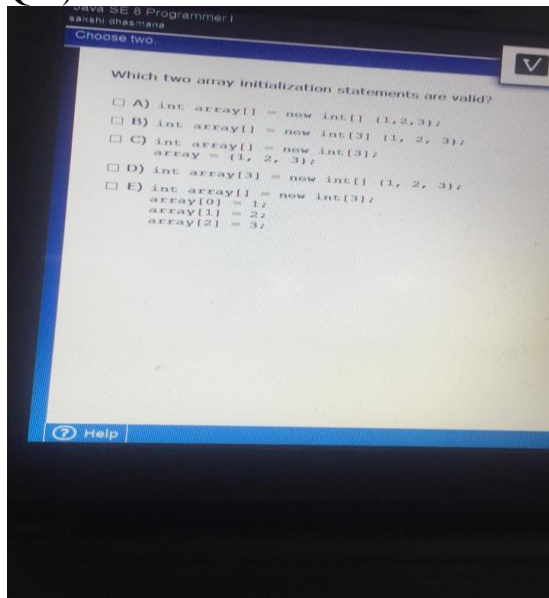 Java SE 8 Programmer I
sakshi dhasmana
Choose two.
Which two array initialization statements are valid?
A) int array[] = new int[] {1,2,3};
B) int array[] = new int[3] {1, 2, 3};
C) int array[] = new int[3];
array = {1, 2, 3};
D) int array[3] = new int[] {1, 2, 3};
E) int array[] = new int[3];
array[0] = 1;
array[1] = 2;
array[2] = 3;
? Help